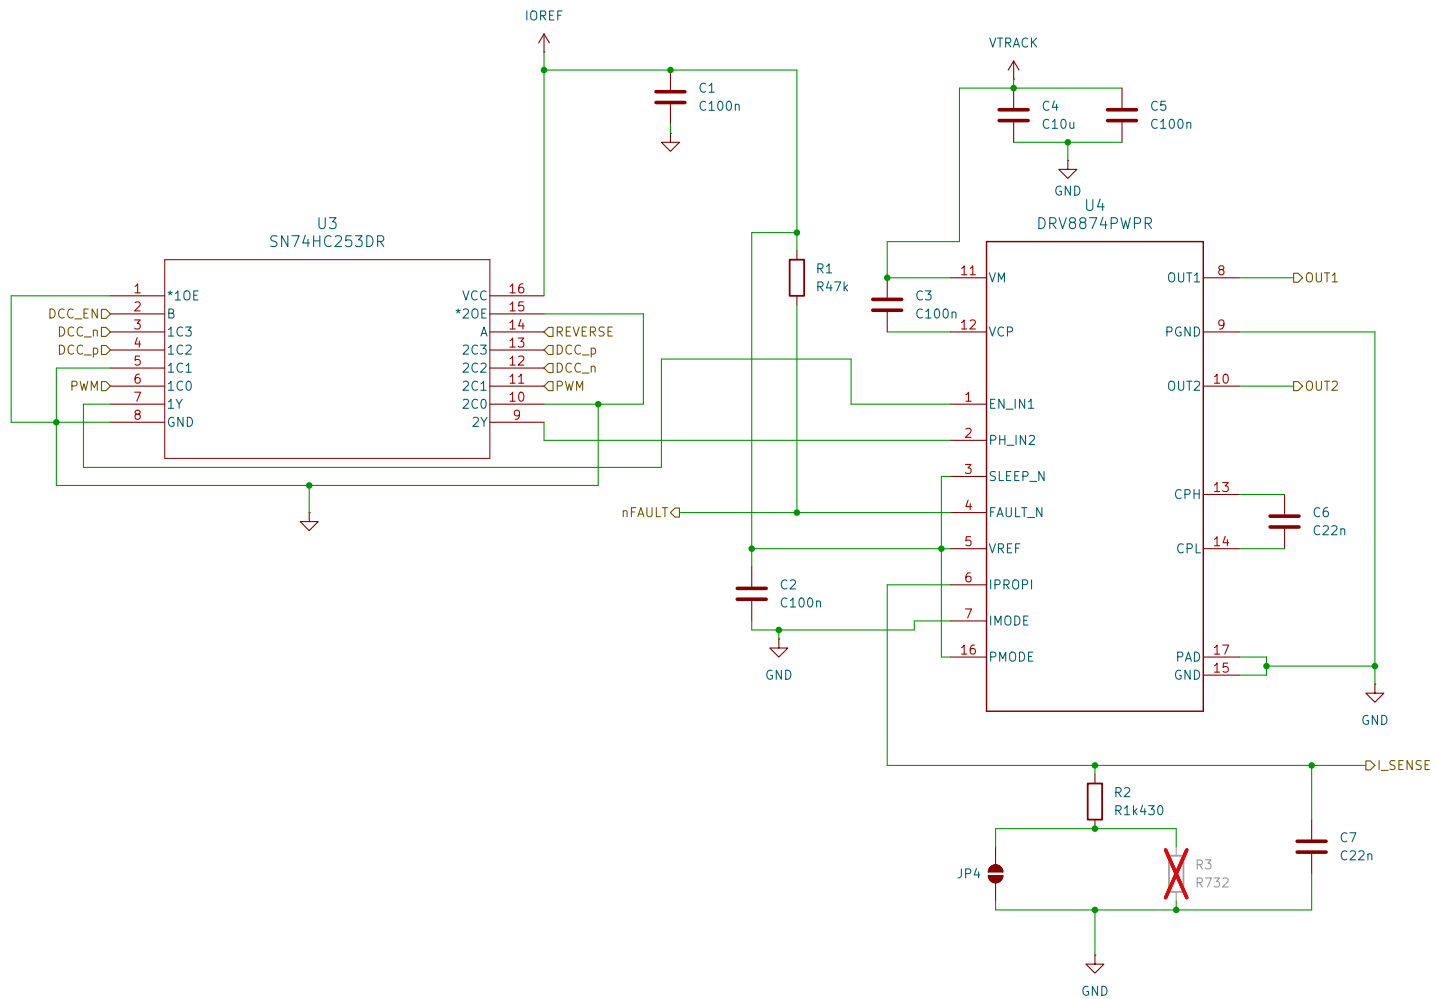 IOREF
VTRACK
C1
C100n
C4
C10u
C5
C100n
GND
U3
SN74HC253DR
U4
DRV8874PWPR
1 *1OE VCC 16
DCC_EN 2 B *2OE 15
DCC_n 3 1C3 A 14 REVERSE
DCC_p 4 1C2 2C3 13 DCC_p
5 1C1 2C2 12 DCC_n
PWM 6 1C0 2C1 11 PWM
7 1Y 2C0 10
8 GND 2Y 9
R1
R47k
C3
C100n
11 VM OUT1 8 OUT1
12 VCP PGND 9
OUT2 10 OUT2
1 EN_IN1
2 PH_IN2
3 SLEEP_N
CPH 13
nFAULT 4 FAULT_N
C6
C22n
5 VREF CPL 14
6 IPROPI
C2
C100n
7 IMODE
16 PMODE PAD 17
GND 15
GND
GND
I_SENSE
R2
R1k430
C7
C22n
JP4
R3
R732
GND